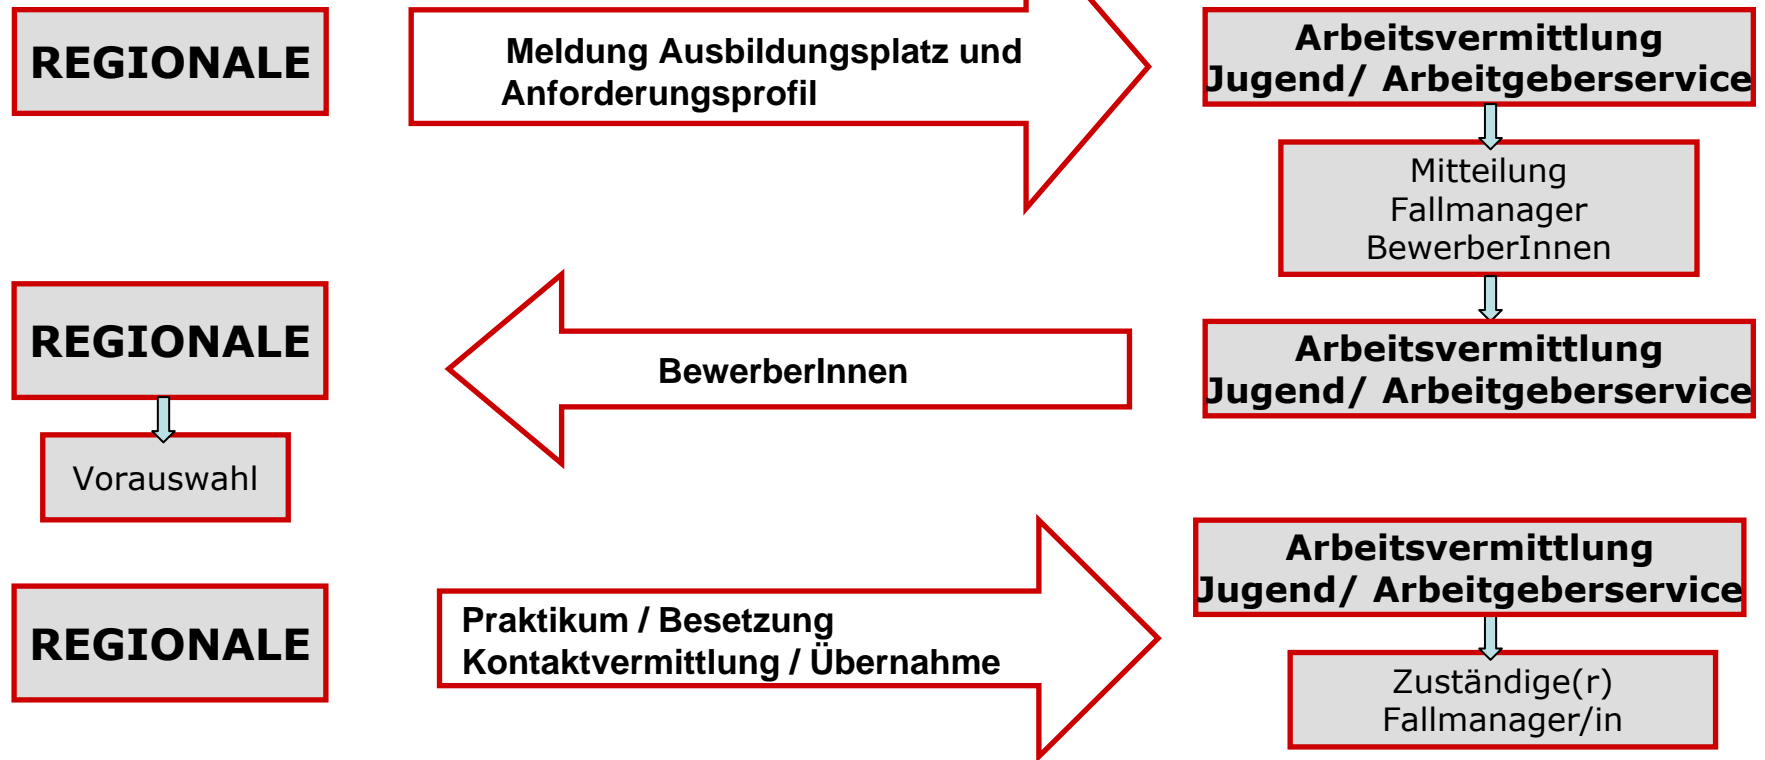 REGIONALE
Meldung Ausbildungsplatz und
Anforderungsprofil
Arbeitsvermittlung
Jugend/ Arbeitgeberservice
Mitteilung
Fallmanager
BewerberInnen
REGIONALE
BewerberInnen
Arbeitsvermittlung
Jugend/ Arbeitgeberservice
Vorauswahl
REGIONALE
Praktikum / Besetzung
Kontaktvermittlung / Übernahme
Arbeitsvermittlung
Jugend/ Arbeitgeberservice
Zuständige(r)
Fallmanager/in